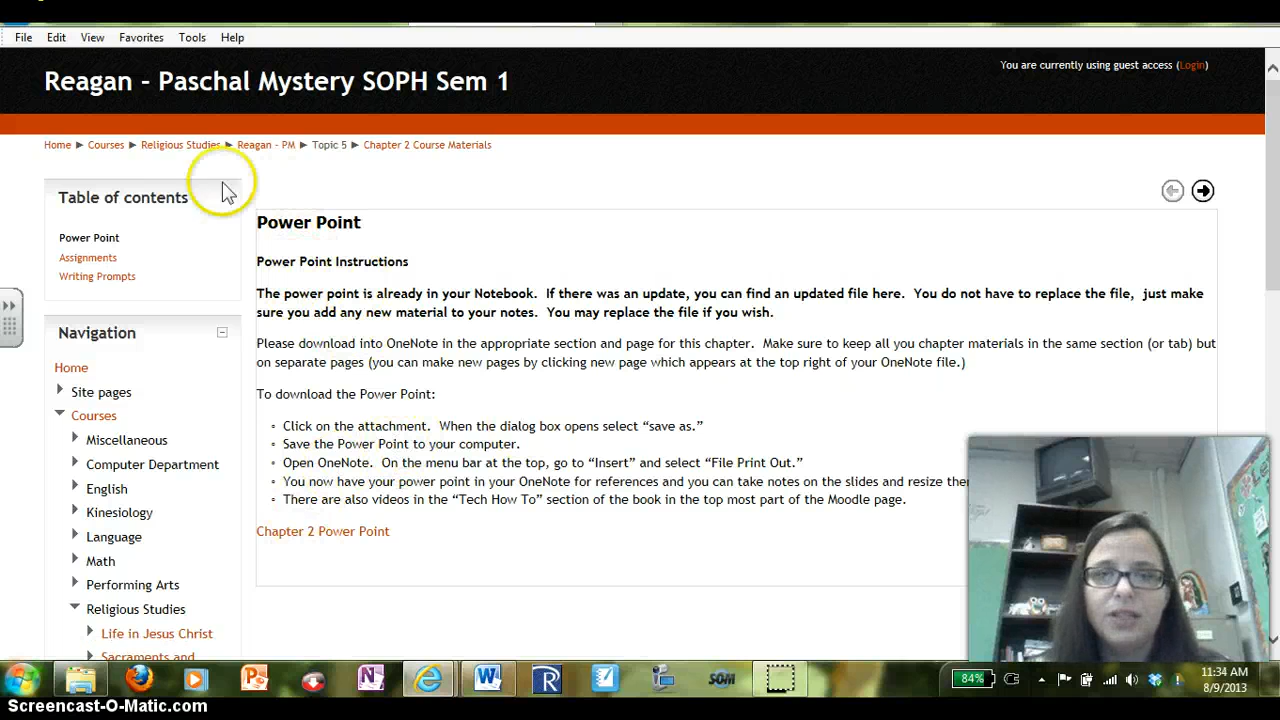 File Edit View Favorites Tools Help
Reagan - Paschal Mystery SOPH Sem 1
You are currently using guest access (Login)
Home ► Courses ► Religious Studies ► Reagan - PM ► Topic 5 ► Chapter 2 Course Materials
Table of contents
Power Point
Assignments
Writing Prompts
Navigation
Home
Site pages
Courses
Miscellaneous
Computer Department
English
Kinesiology
Language
Math
Performing Arts
Religious Studies
Life in Jesus Christ
Sacraments and
Power Point
Power Point Instructions
The power point is already in your Notebook. If there was an update, you can find an updated file here. You do not have to replace the file, just make
sure you add any new material to your notes. You may replace the file if you wish.
Please download into OneNote in the appropriate section and page for this chapter. Make sure to keep all you chapter materials in the same section (or tab) but
on separate pages (you can make new pages by clicking new page which appears at the top right of your OneNote file.)
To download the Power Point:
Click on the attachment. When the dialog box opens select “save as.”
Save the Power Point to your computer.
Open OneNote. On the menu bar at the top, go to “Insert” and select “File Print Out.”
You now have your power point in your OneNote for references and you can take notes on the slides and resize
There are also videos in the “Tech How To” section of the book in the top most part of the Moodle page.
Chapter 2 Power Point
84%
SOM
11:34 AM
8/9/2013
Screencast-O-Matic.com